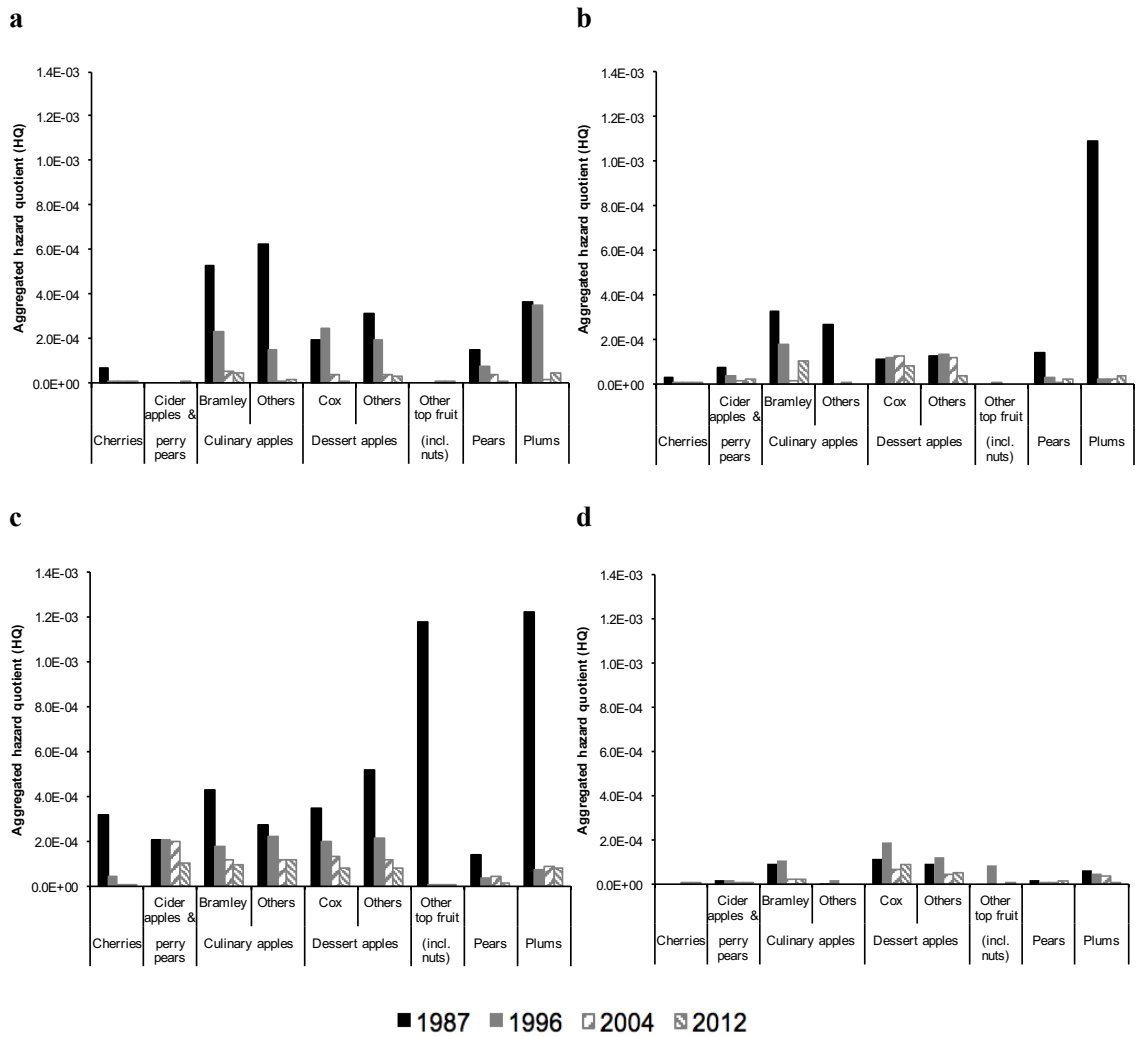 a
Aggregated hazard quotient (HQ)
1.4E-03
1.2E-03
1.0E-03
8.0E-04
6.0E-04
4.0E-04
2.0E-04
0.0E+00
Cherries
Cider
apples &
perry
pears
Bramley
Others
Culinary apples
Cox
Others
Dessert apples
Other
top fruit
(incl.
nuts)
Pears
Plums
b
Aggregated hazard quotient (HQ)
1.4E-03
1.2E-03
1.0E-03
8.0E-04
6.0E-04
4.0E-04
2.0E-04
0.0E+00
Cherries
Cider
apples &
perry
pears
Bramley
Others
Culinary apples
Cox
Others
Dessert apples
Other
top fruit
(incl.
nuts)
Pears
Plums
c
Aggregated hazard quotient (HQ)
1.4E-03
1.2E-03
1.0E-03
8.0E-04
6.0E-04
4.0E-04
2.0E-04
0.0E+00
Cherries
Cider
apples &
perry
pears
Bramley
Others
Culinary apples
Cox
Others
Dessert apples
Other
top fruit
(incl.
nuts)
Pears
Plums
d
Aggregated hazard quotient (HQ)
1.4E-03
1.2E-03
1.0E-03
8.0E-04
6.0E-04
4.0E-04
2.0E-04
0.0E+00
Cherries
Cider
apples &
perry
pears
Bramley
Others
Culinary apples
Cox
Others
Dessert apples
Other
top fruit
(incl.
nuts)
Pears
Plums
1987 1996 2004 2012